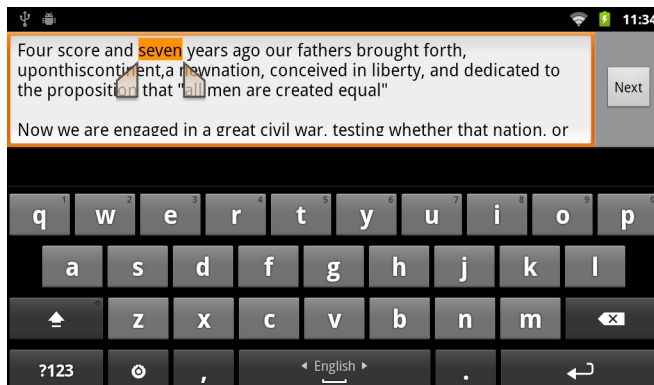 11:34
Four score and seven years ago our fathers brought forth,
uponthiscontinent,a newnation, conceived in liberty, and dedicated to
the proposition that "all men are created equal"
Now we are engaged in a great civil war, testing whether that nation, or
Next
1 2 3 4 5 6 7 8 9 0
q w e r t y u i o p
a s d f g h j k l
z x c v b n m
?123 , English .